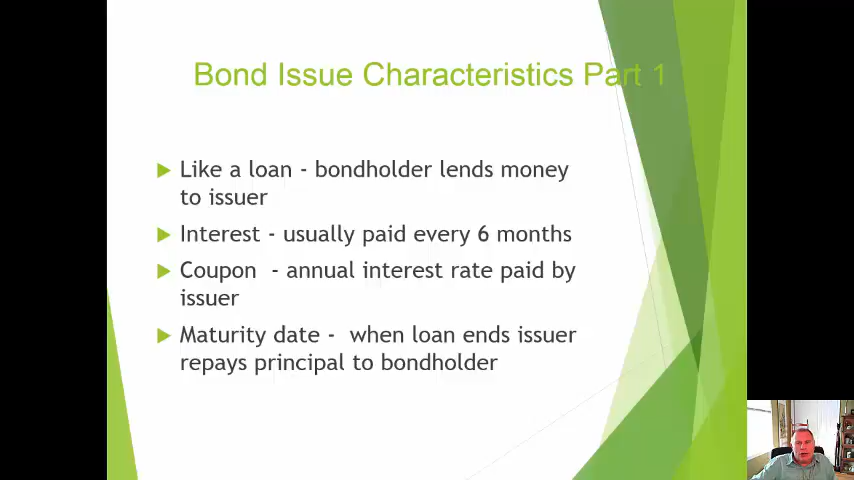 Bond Issue Characteristics Part 1
Like a loan - bondholder lends money
to issuer
Interest - usually paid every 6 months
Coupon - annual interest rate paid by
issuer
Maturity date - when loan ends issuer
repays principal to bondholder